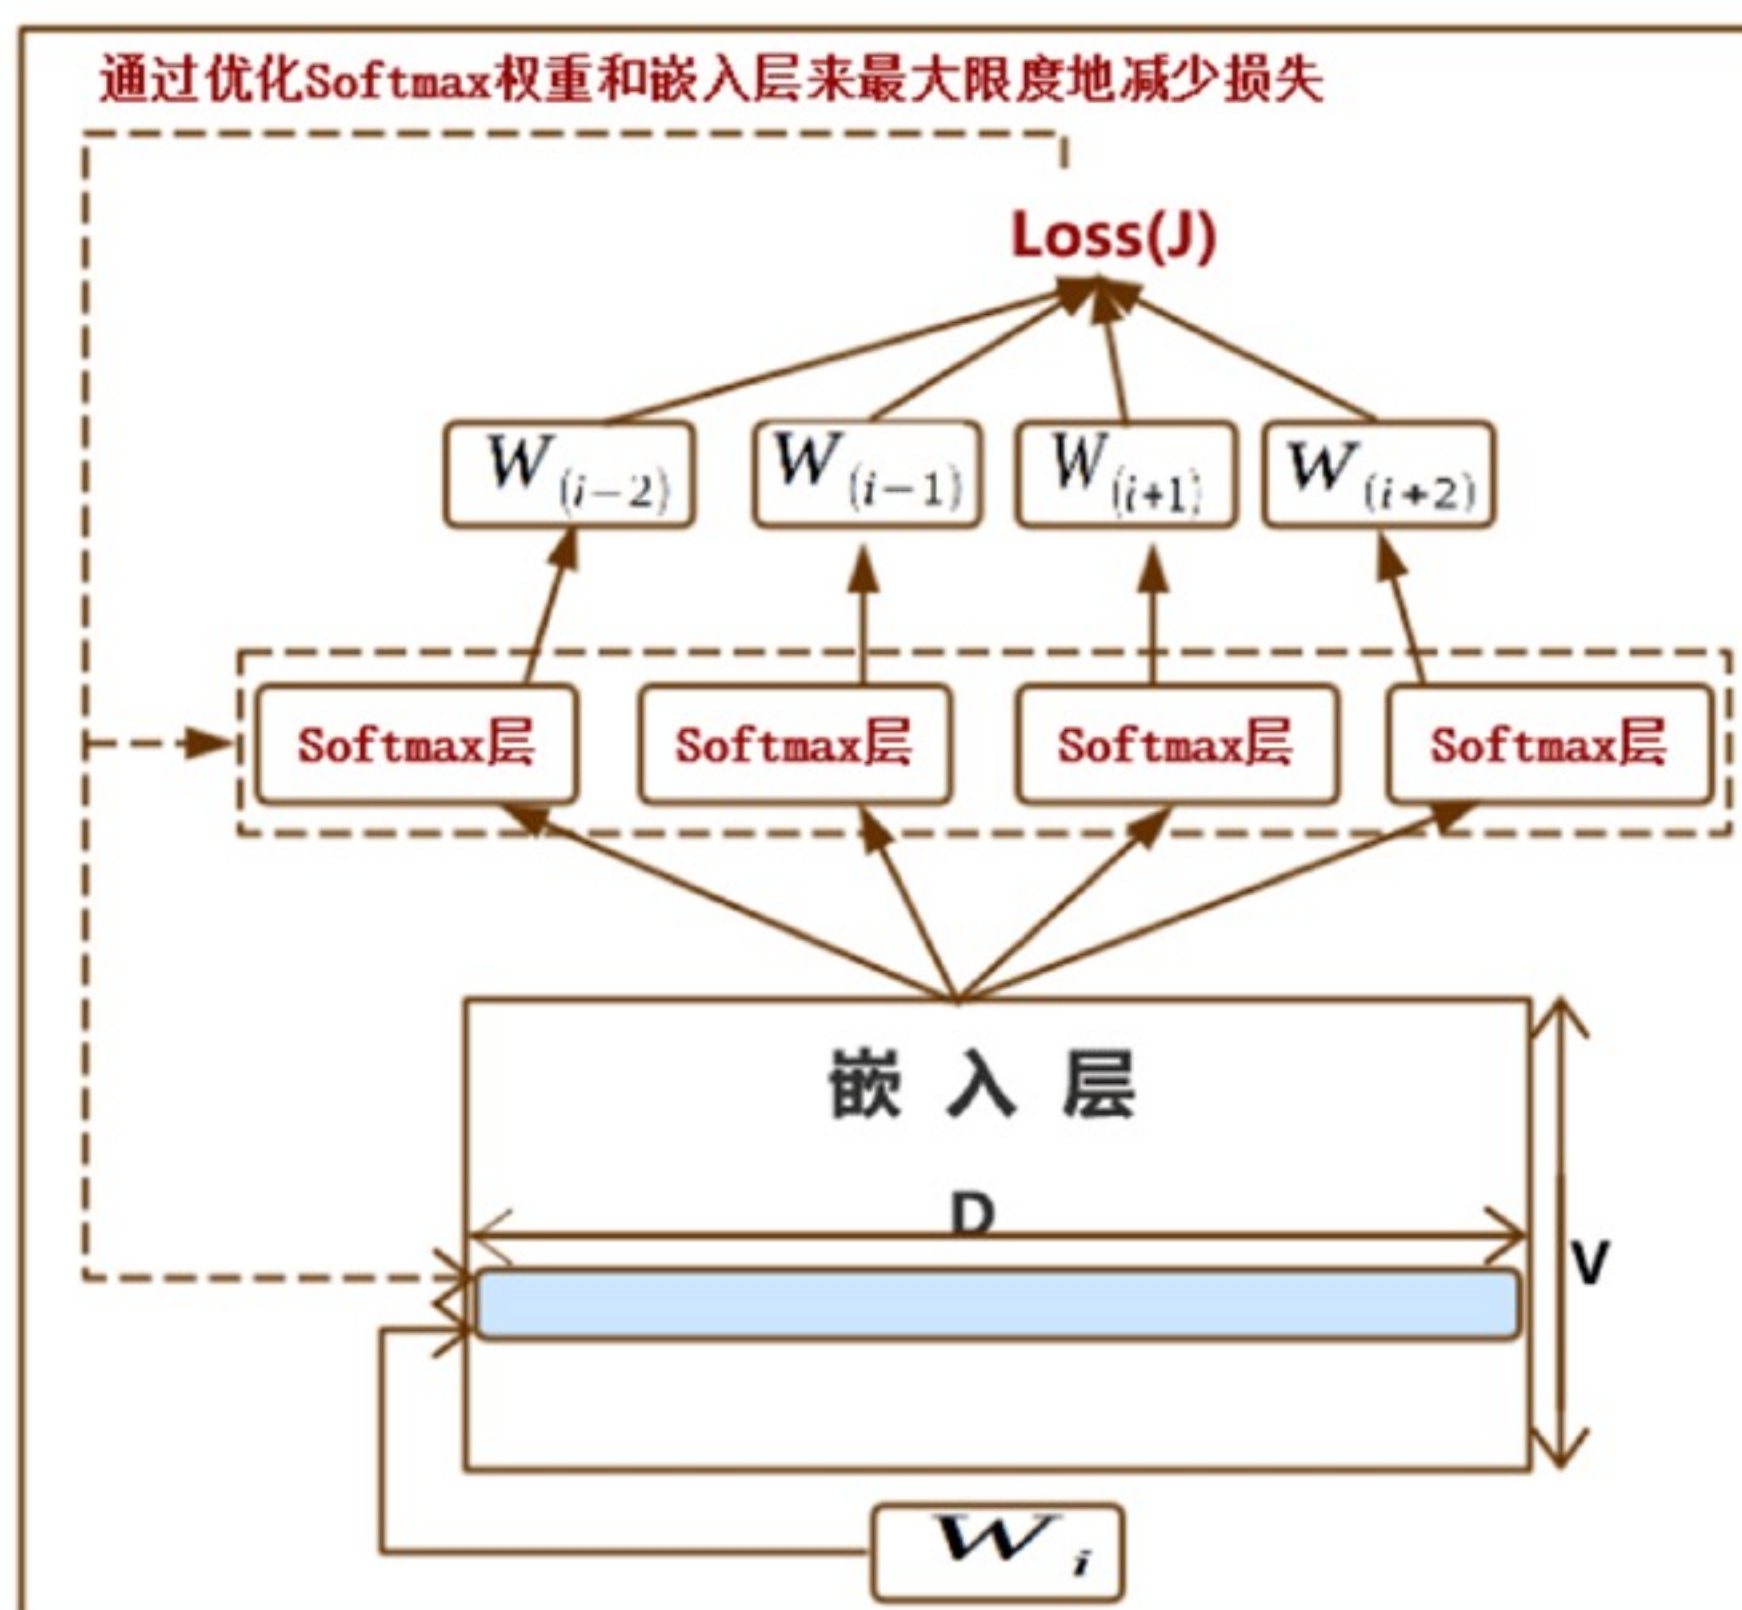 通过优化Softmax权重和嵌入层来最大限度地减少损失
Loss(J)
W(i-2) W(i-1) W(i+1) W(i+2)
Softmax层 Softmax层 Softmax层 Softmax层
嵌入层
D
V
Wi